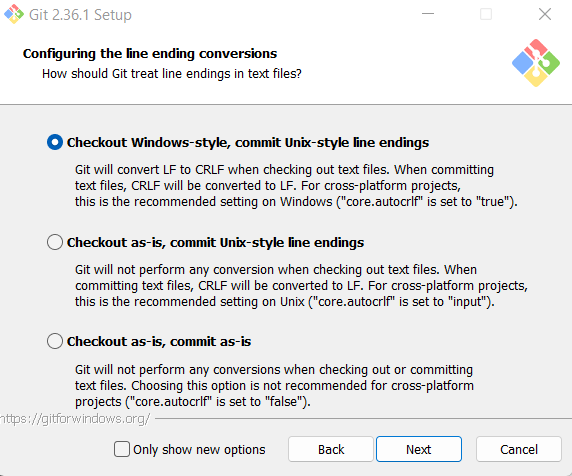 Git 2.36.1 Setup
Configuring the line ending conversions
How should Git treat line endings in text files?
Checkout Windows-style, commit Unix-style line endings
Git will convert LF to CRLF when checking out text files. When committing
text files, CRLF will be converted to LF. For cross-platform projects,
this is the recommended setting on Windows ("core.autocrlf" is set to "true").
Checkout as-is, commit Unix-style line endings
Git will not perform any conversion when checking out text files. When
committing text files, CRLF will be converted to LF. For cross-platform projects,
this is the recommended setting on Unix ("core.autocrlf" is set to "input").
Checkout as-is, commit as-is
Git will not perform any conversions when checking out or committing
text files. Choosing this option is not recommended for cross-platform
projects ("core.autocrlf" is set to "false").
https://gitforwindows.org/
Only show new options
Back
Next
Cancel